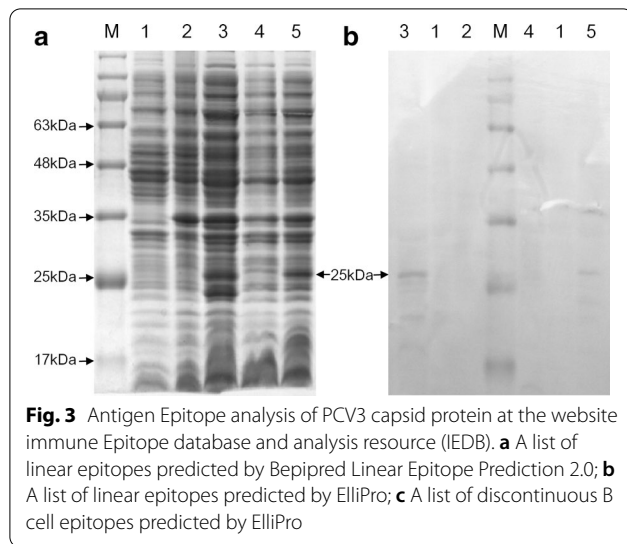 a M 1 2 3 4 5
b 3 1 2 M 4 1 5
63kDa
48kDa
35kDa
25kDa
25kDa
17kDa
Fig. 3 Antigen Epitope analysis of PCV3 capsid protein at the website
immune Epitope database and analysis resource (IEDB). a A list of
linear epitopes predicted by Bepipred Linear Epitope Prediction 2.0; b
A list of linear epitopes predicted by ElliPro; c A list of discontinuous B
cell epitopes predicted by ElliPro